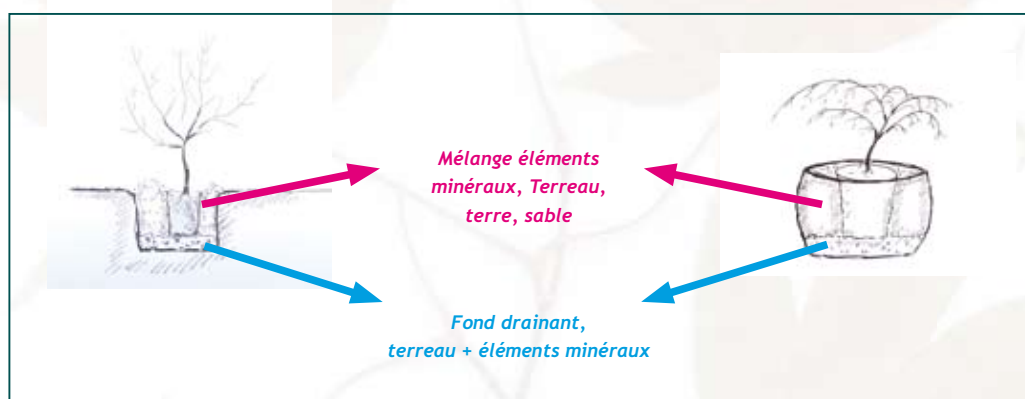 Mélange éléments
minéraux, Terreau,
terre, sable
Fond drainant,
terreau + éléments minéraux